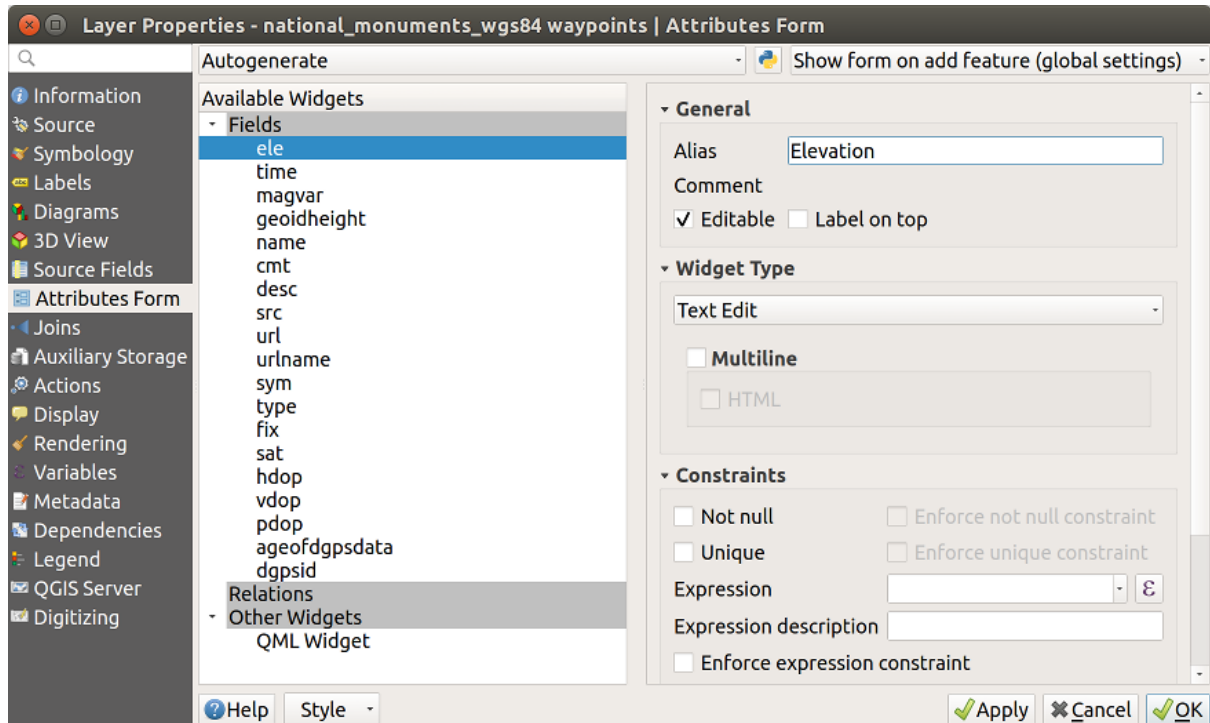 Layer Properties - national_monuments_wgs84 waypoints | Attributes Form
Information
Source
Symbology
Labels
Diagrams
3D View
Source Fields
Attributes Form
Joins
Auxiliary Storage
Actions
Display
Rendering
Variables
Metadata
Dependencies
Legend
QGIS Server
Digitizing
Autogenerate
Show form on add feature (global settings)
Available Widgets
Fields
ele
time
magvar
geoidheight
name
cmt
desc
src
url
urlname
sym
type
fix
sat
hdop
vdop
pdop
ageofdgpsdata
dgpsid
Relations
Other Widgets
QML Widget
General
Alias Elevation
Comment
Editable Label on top
Widget Type
Text Edit
Multiline
HTML
Constraints
Not null Enforce not null constraint
Unique Enforce unique constraint
Expression ε
Expression description
Enforce expression constraint
Help Style Apply Cancel OK